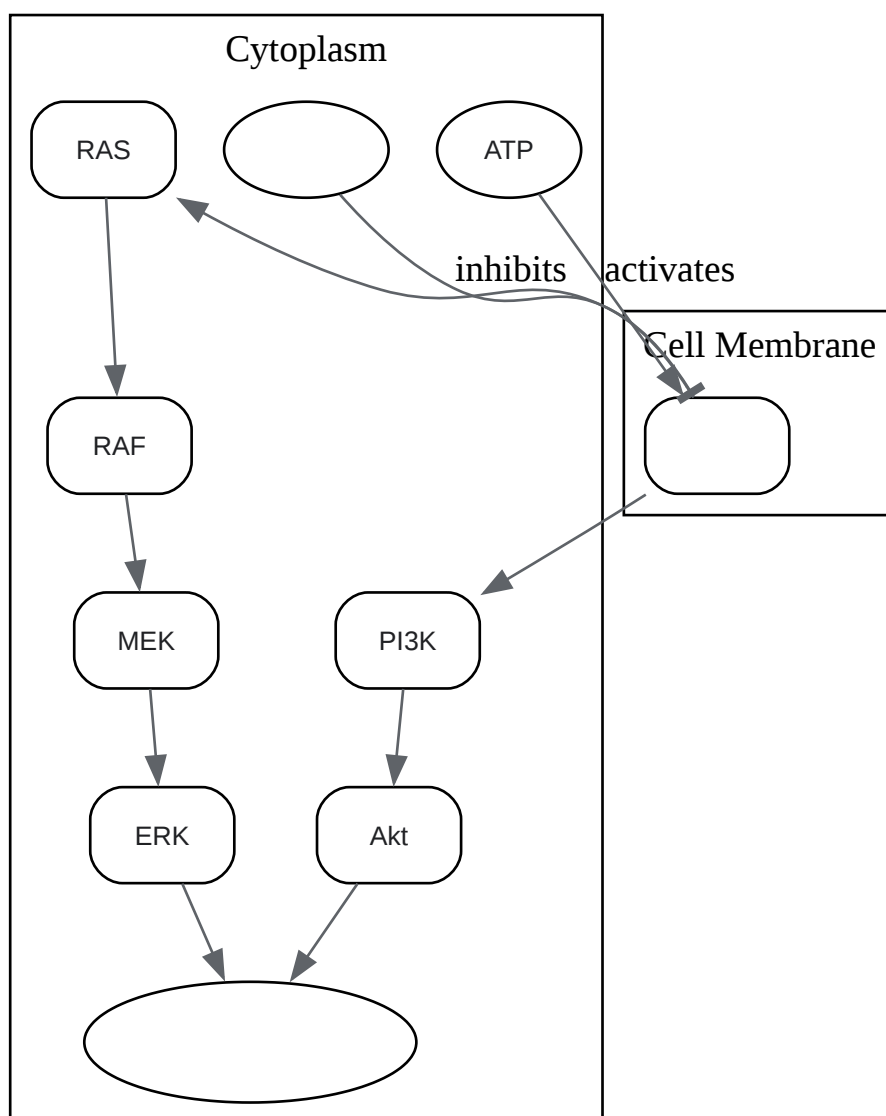 Cytoplasm
RAS
ATP
inhibits
activates
Cell Membrane
RAF
MEK
PI3K
ERK
Akt